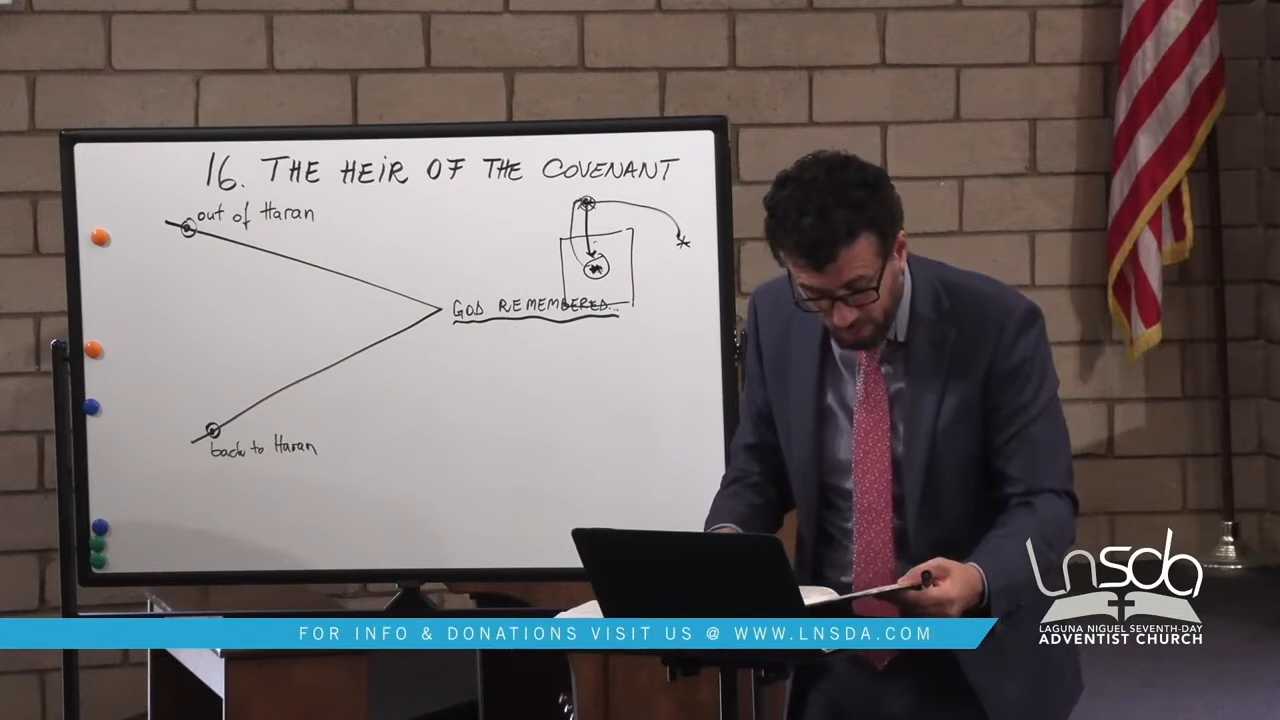 16. THE HEIR OF THE COVENANT
out of Haran
GOD REMEMBERED...
back to Haran
FOR INFO & DONATIONS VISIT US @ WWW.LNSDA.COM
LnSDA
LAGUNA NIGUEL SEVENTH-DAY
ADVENTIST CHURCH